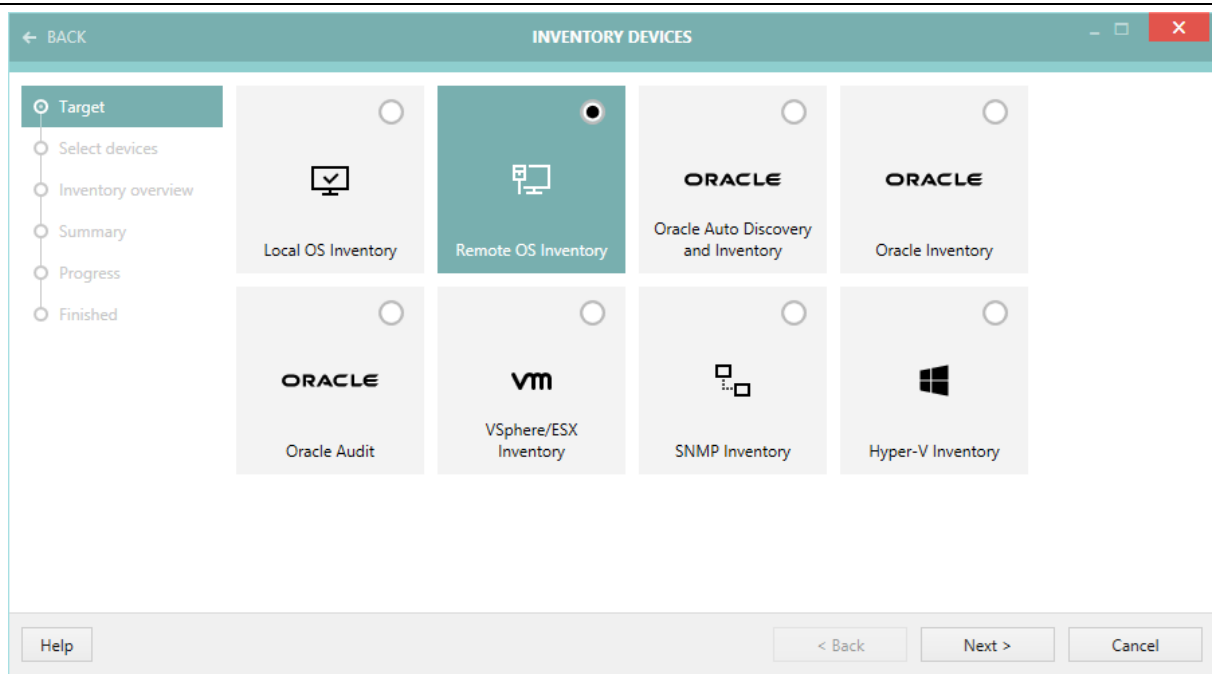 ← BACK
INVENTORY DEVICES
Target
Select devices
Inventory overview
Summary
Progress
Finished
Local OS Inventory
Remote OS Inventory
ORACLE
Oracle Auto Discovery
and Inventory
ORACLE
Oracle Inventory
ORACLE
Oracle Audit
vm
VSphere/ESX
Inventory
SNMP Inventory
Hyper-V Inventory
Help
< Back
Next >
Cancel